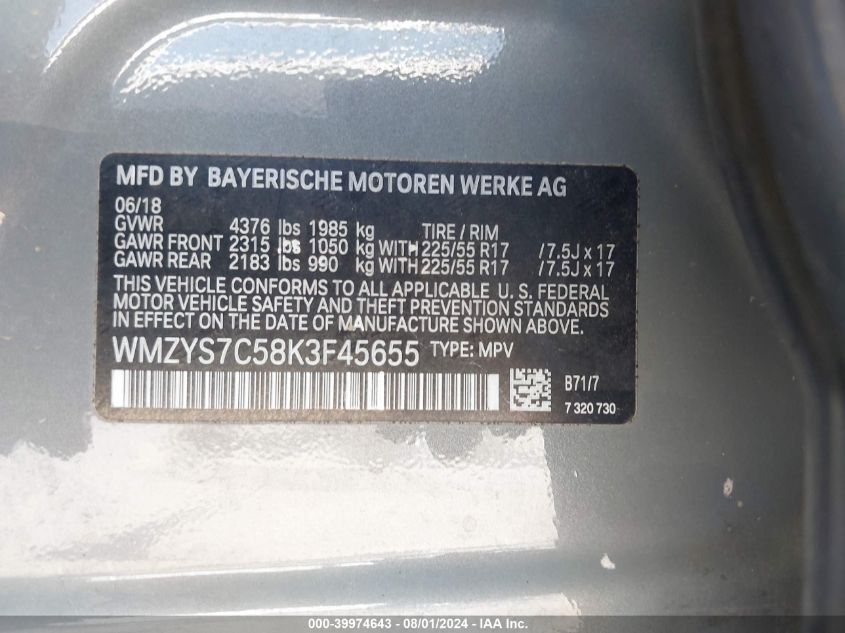 MFD BY BAYERISCHE MOTOREN WERKE AG
06/18
GVWR 4376 lbs 1985 kg TIRE / RIM
GAWR FRONT 2315 lbs 1050 kg WITH 225/55 R17 /7.5J x 17
GAWR REAR 2183 lbs 990 kg WITH 225/55 R17 /7.5J x 17
THIS VEHICLE CONFORMS TO ALL APPLICABLE U. S. FEDERAL
MOTOR VEHICLE SAFETY AND THEFT PREVENTION STANDARDS
IN EFFECT ON THE DATE OF MANUFACTURE SHOWN ABOVE.
WMZYS7C58K3F45655 TYPE: MPV
B71/7
7 320 730
000-39974643 - 08/01/2024 - IAA Inc.